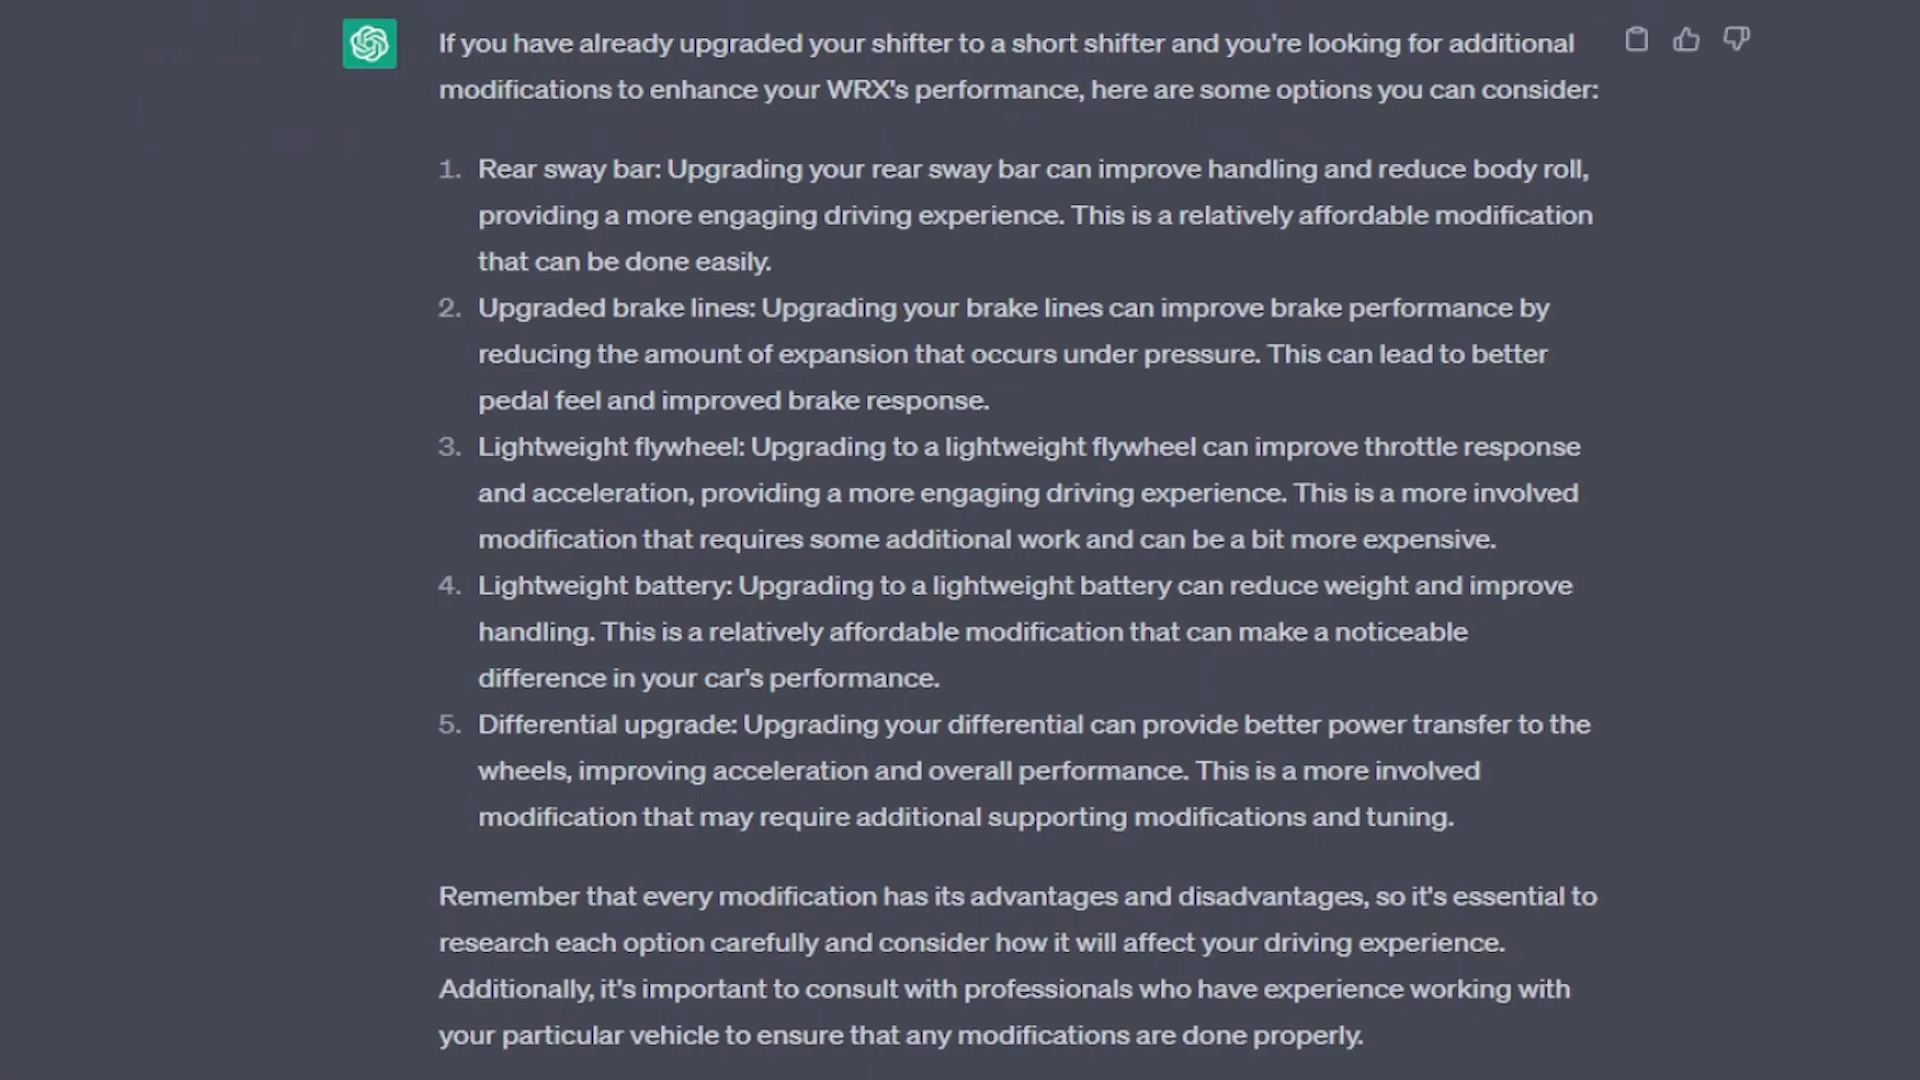 If you have already upgraded your shifter to a short shifter and you're looking for additional
modifications to enhance your WRX's performance, here are some options you can consider:
1. Rear sway bar: Upgrading your rear sway bar can improve handling and reduce body roll,
providing a more engaging driving experience. This is a relatively affordable modification
that can be done easily.
2. Upgraded brake lines: Upgrading your brake lines can improve brake performance by
reducing the amount of expansion that occurs under pressure. This can lead to better
pedal feel and improved brake response.
3. Lightweight flywheel: Upgrading to a lightweight flywheel can improve throttle response
and acceleration, providing a more engaging driving experience. This is a more involved
modification that requires some additional work and can be a bit more expensive.
4. Lightweight battery: Upgrading to a lightweight battery can reduce weight and improve
handling. This is a relatively affordable modification that can make a noticeable
difference in your car's performance.
5. Differential upgrade: Upgrading your differential can provide better power transfer to the
wheels, improving acceleration and overall performance. This is a more involved
modification that may require additional supporting modifications and tuning.
Remember that every modification has its advantages and disadvantages, so it's essential to
research each option carefully and consider how it will affect your driving experience.
Additionally, it's important to consult with professionals who have experience working with
your particular vehicle to ensure that any modifications are done properly.